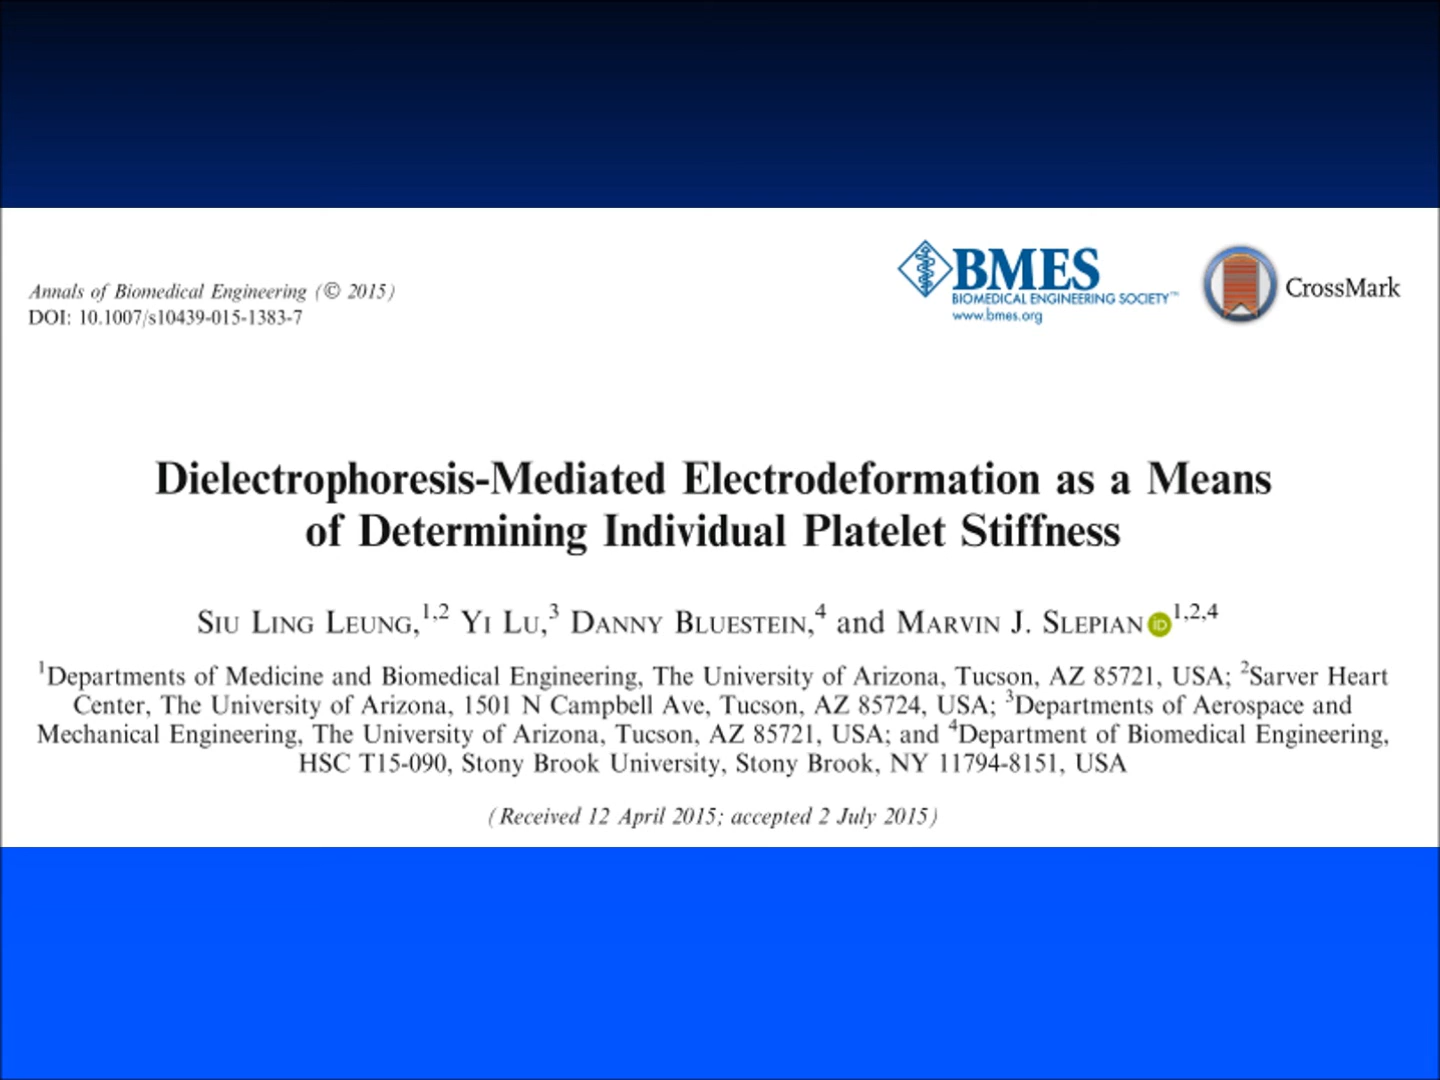 Annals of Biomedical Engineering (© 2015)
DOI: 10.1007/s10439-015-1383-7
BMES
BIOMEDICAL ENGINEERING SOCIETY™
www.bmes.org
CrossMark
Dielectrophoresis-Mediated Electrodeformation as a Means
of Determining Individual Platelet Stiffness
SIU LING LEUNG,1,2 YI LU,3 DANNY BLUESTEIN,4 and MARVIN J. SLEPIAN iD 1,2,4
1Departments of Medicine and Biomedical Engineering, The University of Arizona, Tucson, AZ 85721, USA; 2Sarver Heart
Center, The University of Arizona, 1501 N Campbell Ave, Tucson, AZ 85724, USA; 3Departments of Aerospace and
Mechanical Engineering, The University of Arizona, Tucson, AZ 85721, USA; and 4Department of Biomedical Engineering,
HSC T15-090, Stony Brook University, Stony Brook, NY 11794-8151, USA
(Received 12 April 2015; accepted 2 July 2015)